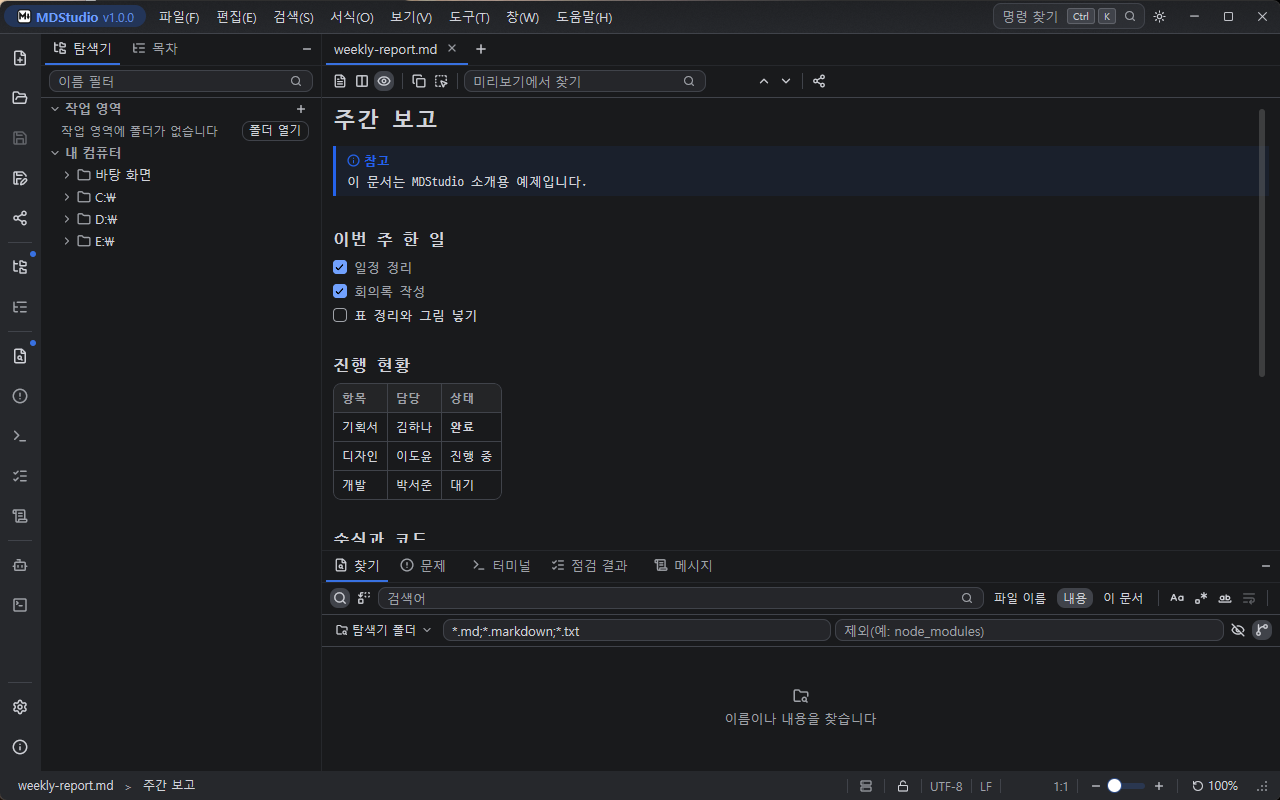 MDStudio v1.0.0 파일(F) 편집(E) 검색(S) 서식(O) 보기(V) 도구(T) 창(W) 도움말(H) 명령 찾기 Ctrl K
탐색기 목차
weekly-report.md
이름 필터
미리보기에서 찾기
작업 영역
작업 영역에 폴더가 없습니다 폴더 열기
내 컴퓨터
바탕 화면
C:₩
D:₩
E:₩
주간 보고
참고
이 문서는 MDStudio 소개용 예제입니다.
이번 주 한 일
일정 정리
회의록 작성
표 정리와 그림 넣기
진행 현황
항목 담당 상태
기획서 김하나 완료
디자인 이도윤 진행 중
개발 박서준 대기
수식과 코드
찾기 문제 터미널 점검 결과 메시지
검색어 파일 이름 내용 이 문서 Aa ab
탐색기 폴더 *.md;*.markdown;*.txt 제외(예: node_modules)
이름이나 내용을 찾습니다
weekly-report.md > 주간 보고 UTF-8 LF 1:1 100%